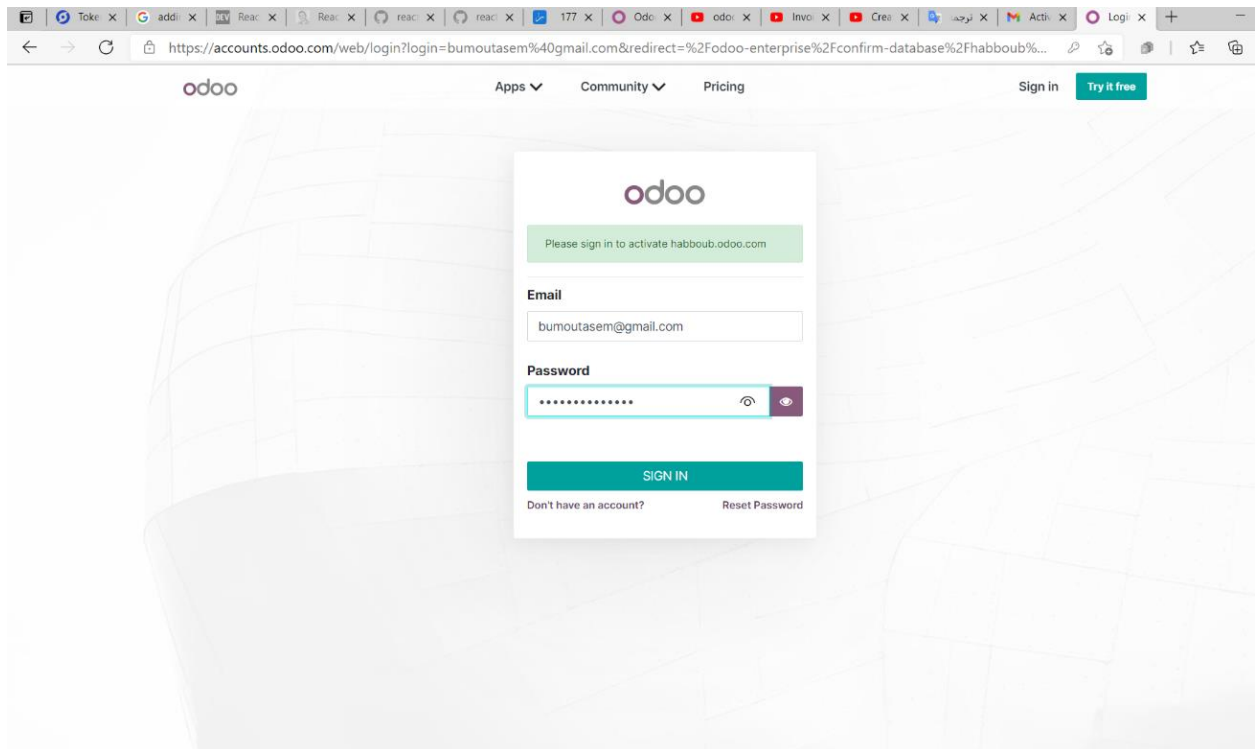 Toke addi Reac Reac reac reac 177 Odo odoo Invoi Crea Activ Logi
https://accounts.odoo.com/web/login?login=bumoutasem%40gmail.com&redirect=%2Fodoo-enterprise%2Fconfirm-database%2Fhabboub%...
odoo Apps Community Pricing Sign in Try it free
odoo
Please sign in to activate habboub.odoo.com
Email
bumoutasem@gmail.com
Password
SIGN IN
Don't have an account? Reset Password